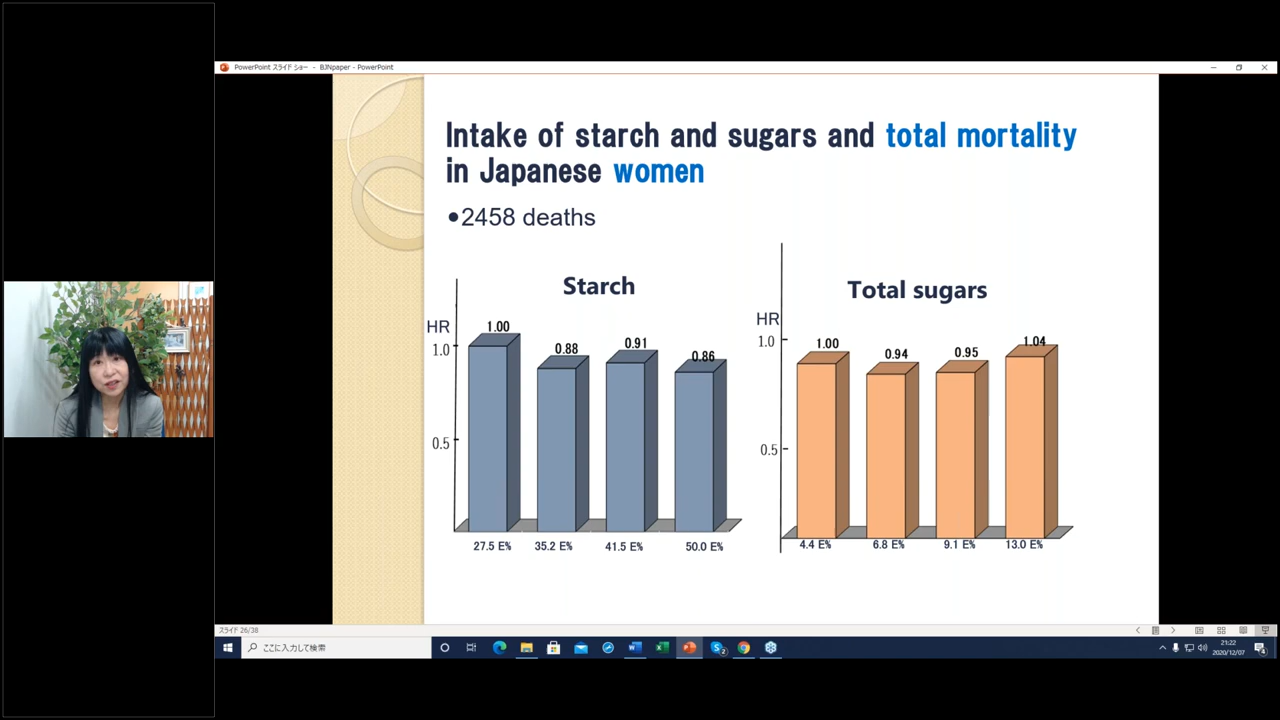 PowerPoint スライド ショー - BJNpaper - PowerPoint
Intake of starch and sugars and total mortality
in Japanese women
•2458 deaths
Starch
HR
1.0
0.5
1.00
0.88
0.91
0.86
27.5 E%
35.2 E%
41.5 E%
50.0 E%
Total sugars
HR
1.0
0.5
1.00
0.94
0.95
1.04
4.4 E%
6.8 E%
9.1 E%
13.0 E%
スライド 26/38
ここに入力して検索
21:22
2020/12/07